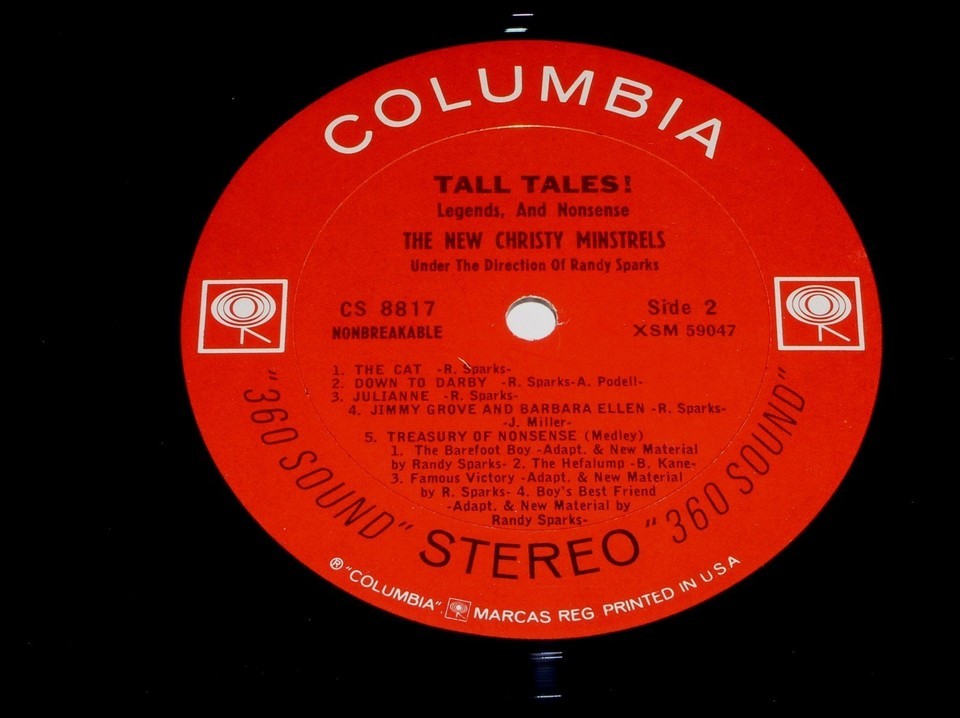 COLUMBIA
TALL TALES!
Legends, And Nonsense
THE NEW CHRISTY MINSTRELS
Under The Direction Of Randy Sparks
CS 8817
NONBREAKABLE
Side 2
XSM 59047
1. THE CAT -R. Sparks-
2. DOWN TO DARBY -R. Sparks-A. Podell-
3. JULIANNE -R. Sparks-
4. JIMMY GROVE AND BARBARA ELLEN -R. Sparks-
-J. Miller-
5. TREASURY OF NONSENSE (Medley)
1. The Barefoot Boy -Adapt. & New Material
by Randy Sparks- 2. The Hefalump -B. Kane-
3. Famous Victory -Adapt. & New Material
by R. Sparks- 4. Boy's Best Friend
-Adapt. & New Material by
Randy Sparks-
"360 SOUND" STEREO "360 SOUND"
® "COLUMBIA" MARCAS REG PRINTED IN U S A